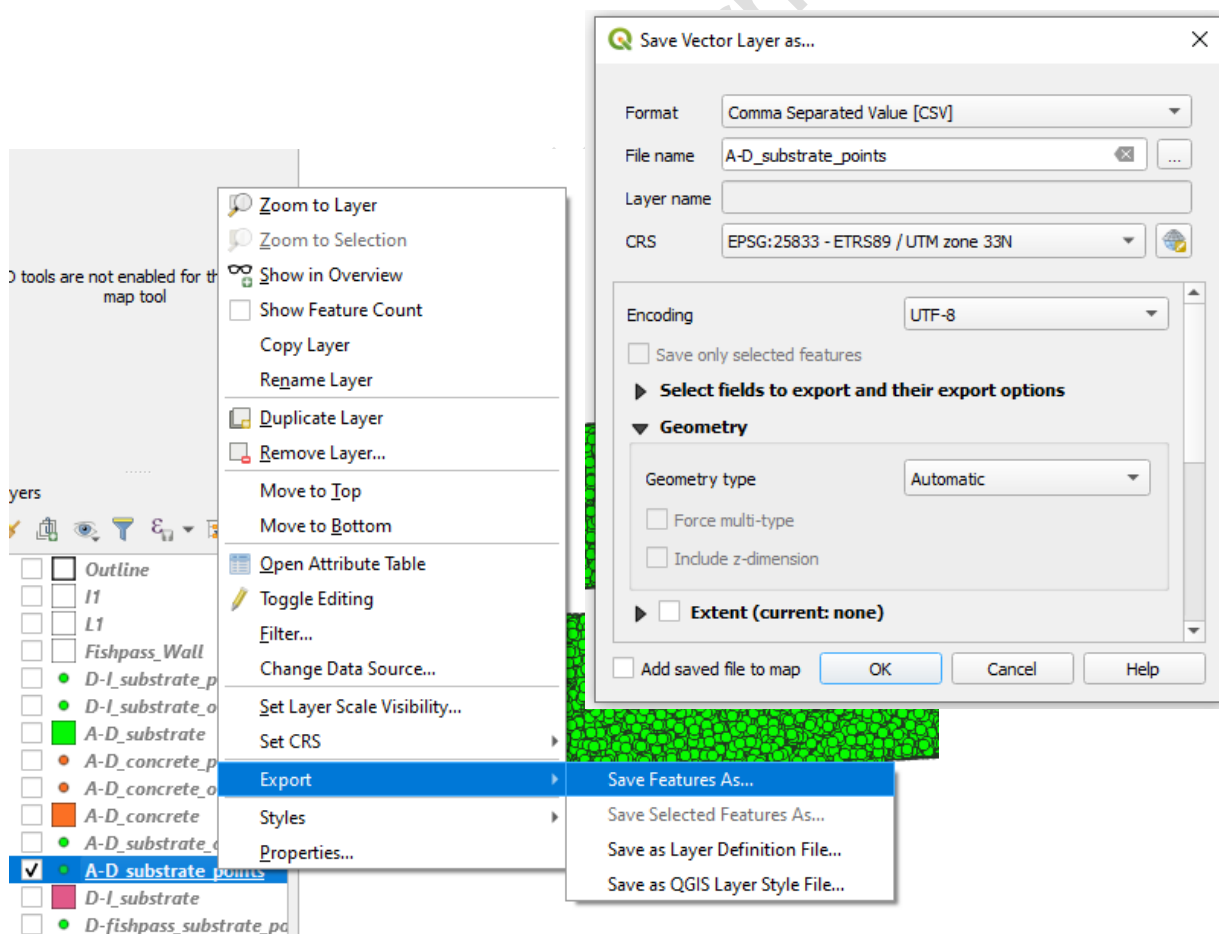 Save Vector Layer as...
Format
Comma Separated Value [CSV]
File name
A-D_substrate_points
...
Layer name
CRS
EPSG:25833 - ETRS89 / UTM zone 33N
Encoding
UTF-8
Save only selected features
Select fields to export and their export options
Geometry
Geometry type
Automatic
Force multi-type
Include z-dimension
Extent (current: none)
Add saved file to map
OK
Cancel
Help
tools are not enabled for
map tool
Zoom to Layer
Zoom to Selection
Show in Overview
Show Feature Count
Copy Layer
Rename Layer
Duplicate Layer
Remove Layer...
Move to Top
Move to Bottom
Open Attribute Table
Toggle Editing
Filter...
Change Data Source...
Set Layer Scale Visibility...
Set CRS
Export
Styles
Properties...
Save Features As...
Save Selected Features As...
Save as Layer Definition File...
Save as QGIS Layer Style File...
yers
Outline
I1
L1
Fishpass_Wall
D-I_substrate_p
D-I_substrate_o
A-D_substrate
A-D_concrete_p
A-D_concrete_o
A-D_concrete
A-D_substrate_
A-D_substrate_points
D-I_substrate
D-fishpass_substrate_po